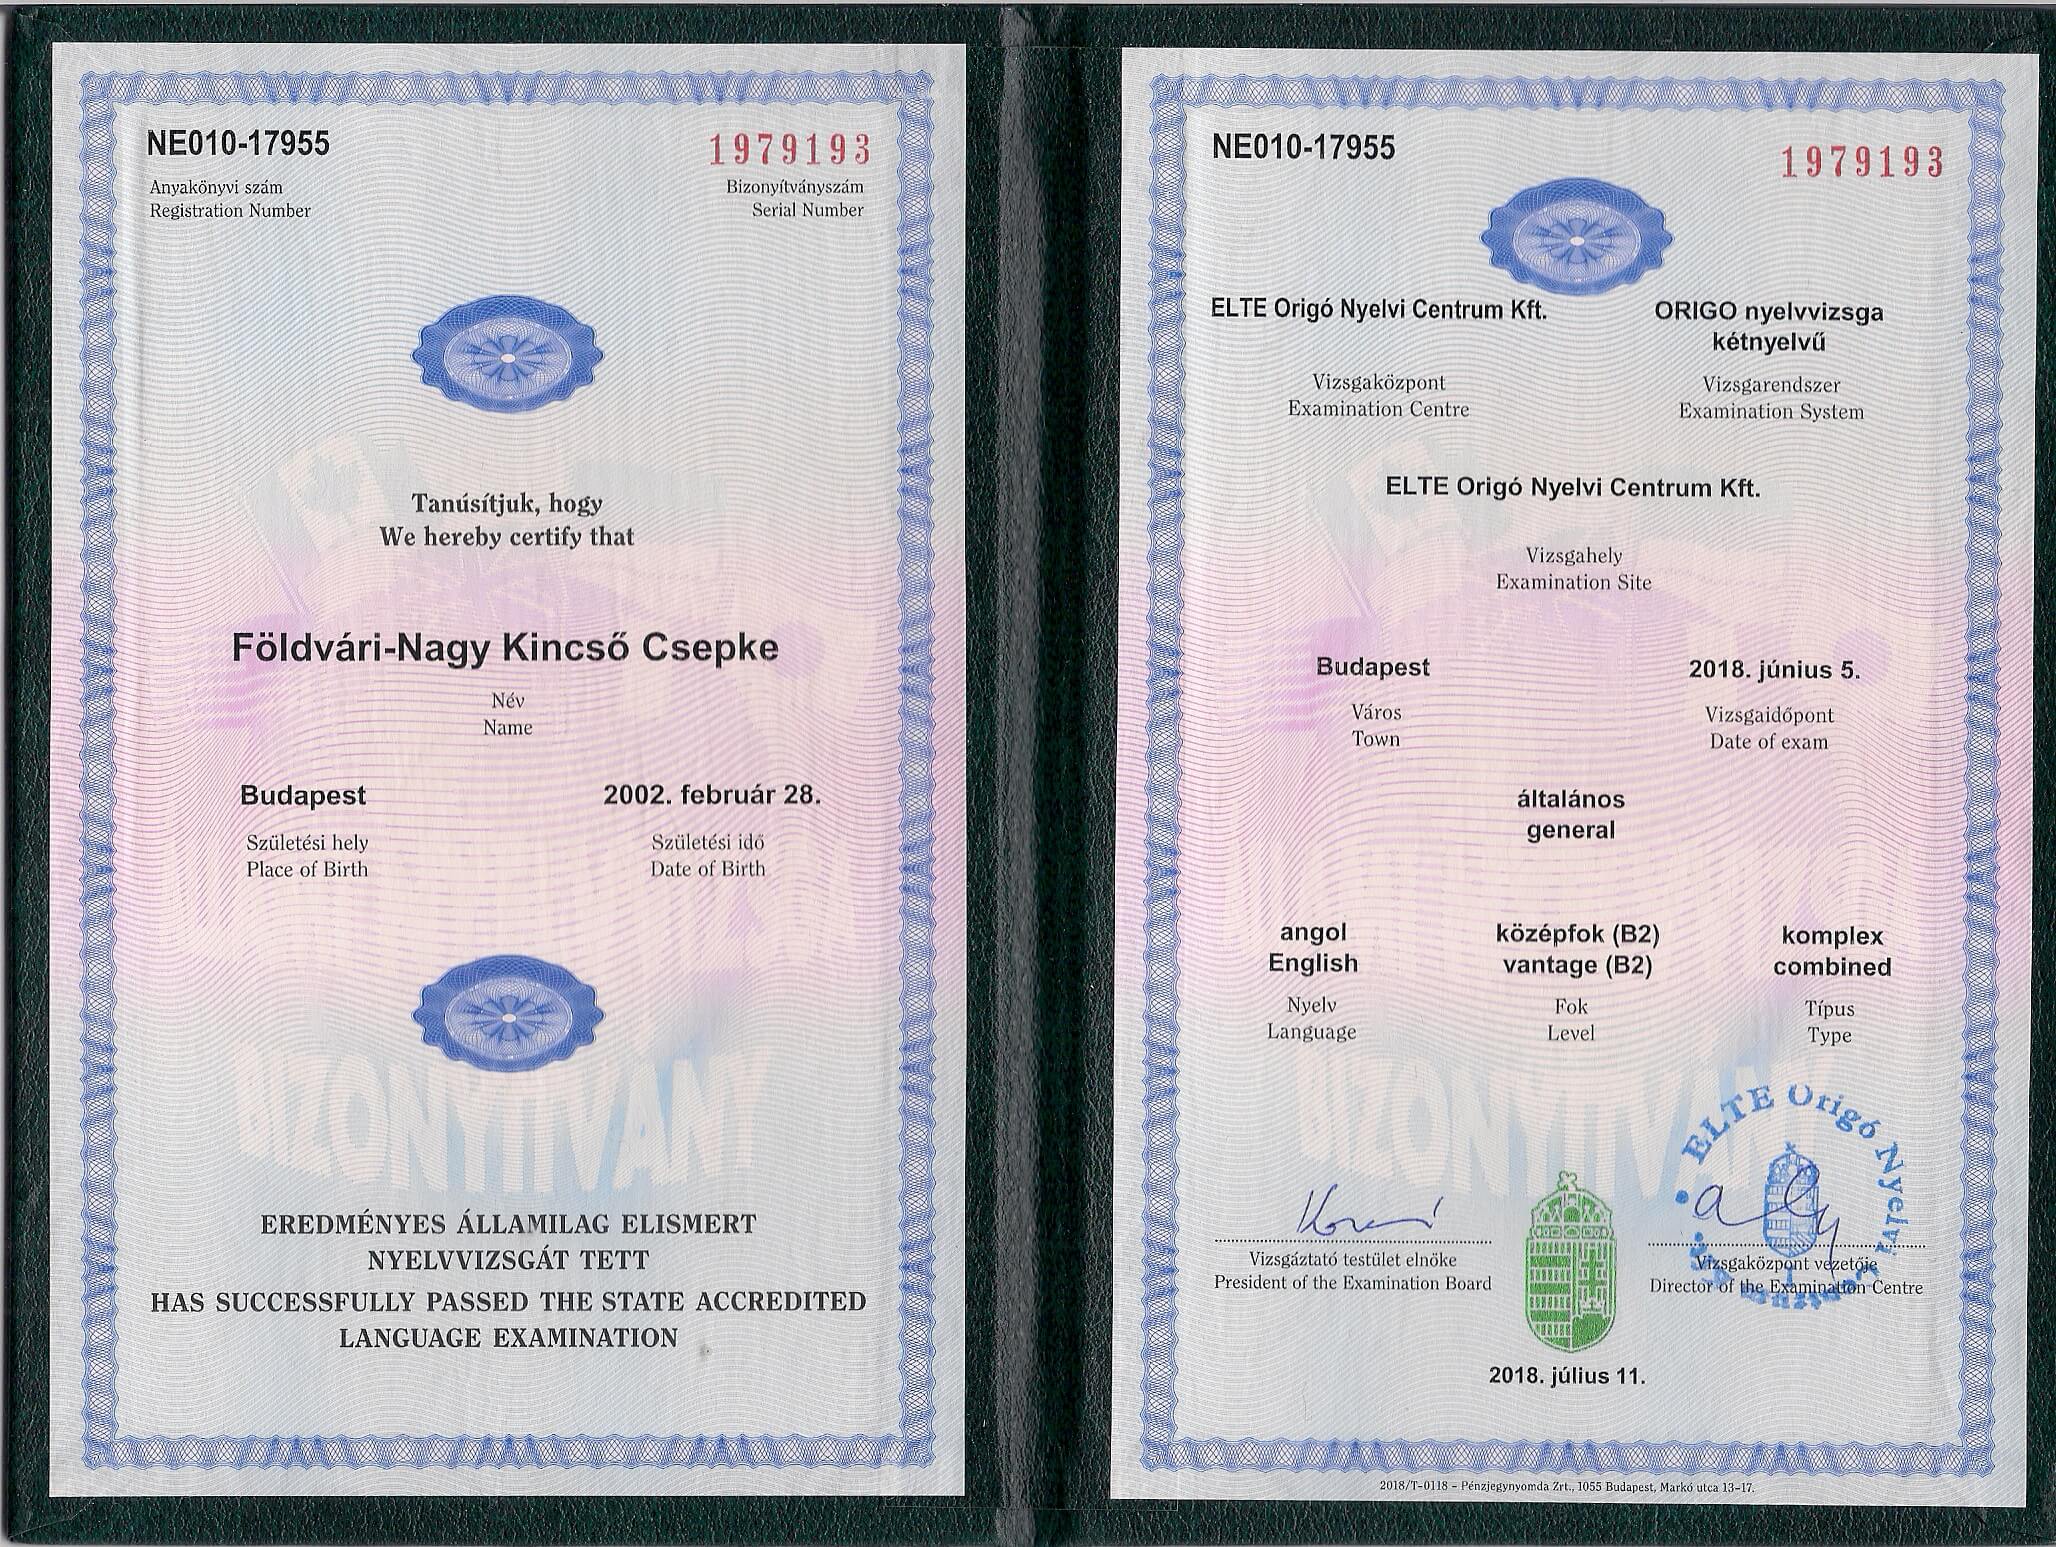 NE010-17955
1979193
Anyakönyvi szám
Registration Number
Bizonyítványszám
Serial Number
Tanúsítjuk, hogy
We hereby certify that
Földvári-Nagy Kincső Csepke
Név
Name
Budapest
2002. február 28.
Születési hely
Place of Birth
Születési idő
Date of Birth
BIZONYÍTVÁNY
EREDMÉNYES ÁLLAMILAG ELISMERT
NYELVVIZSGÁT TETT
HAS SUCCESSFULLY PASSED THE STATE ACCREDITED
LANGUAGE EXAMINATION
NE010-17955
1979193
ELTE Origó Nyelvi Centrum Kft.
ORIGO nyelvvizsga
kétnyelvű
Vizsgaközpont
Examination Centre
Vizsgarendszer
Examination System
ELTE Origó Nyelvi Centrum Kft.
Vizsgahely
Examination Site
Budapest
2018. június 5.
Város
Town
Vizsgaidőpont
Date of exam
általános
general
angol
English
középfok (B2)
vantage (B2)
komplex
combined
Nyelv
Language
Fok
Level
Típus
Type
BIZONYÍTVÁNY
ELTE Origó Nyelvi Centrum
Vizsgáztató testület elnöke
President of the Examination Board
Vizsgaközpont vezetője
Director of the Examination Centre
2018. július 11.
2018/T-0118 – Pénzjegynyomda Zrt., 1055 Budapest, Markó utca 13-17.